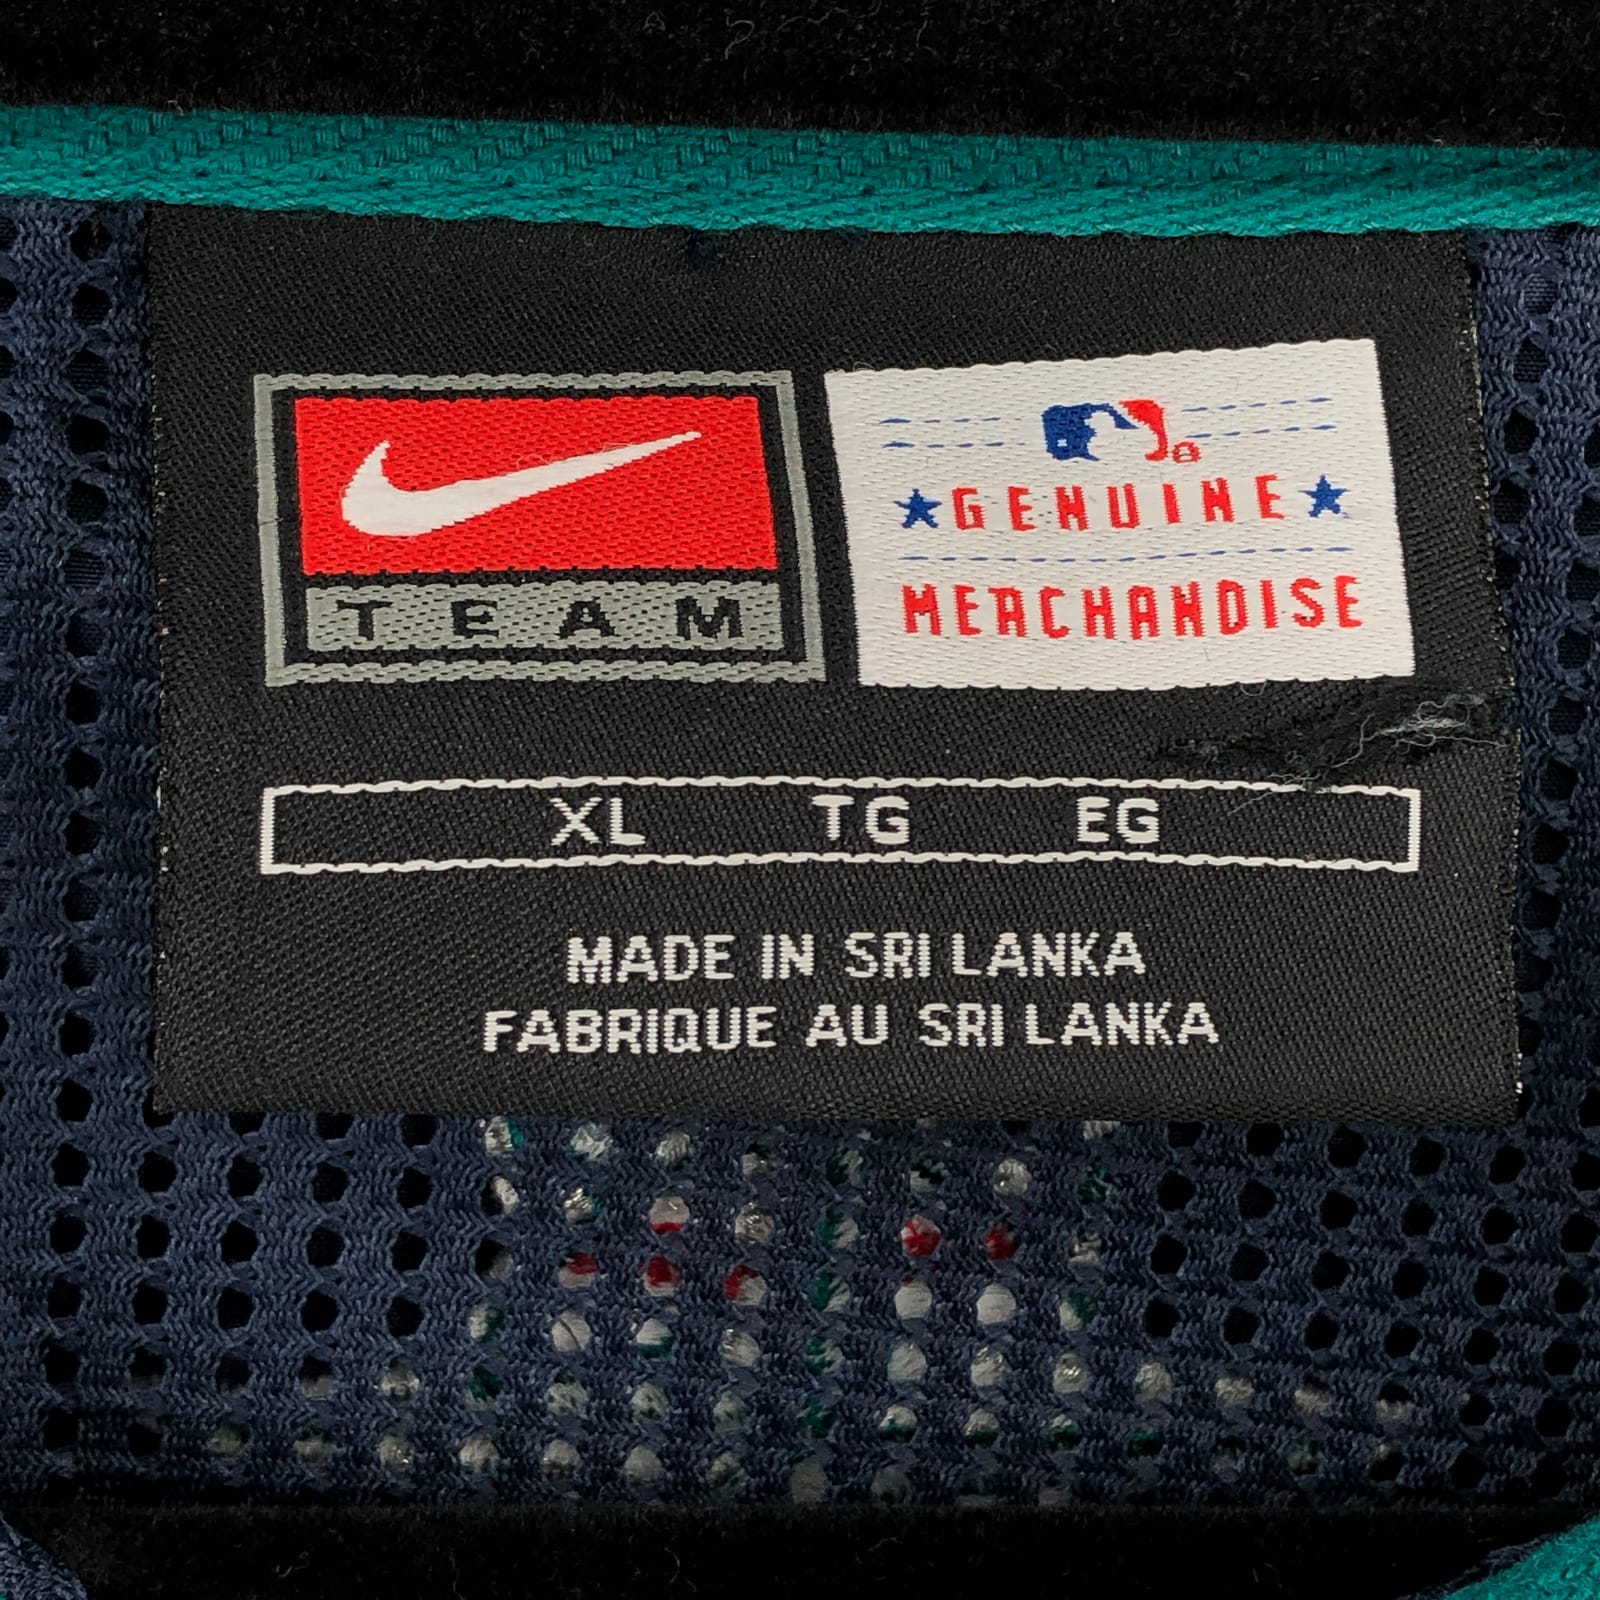 TEAM
GENUINE
MERCHANDISE
XL TG EG
MADE IN SRI LANKA
FABRIQUE AU SRI LANKA